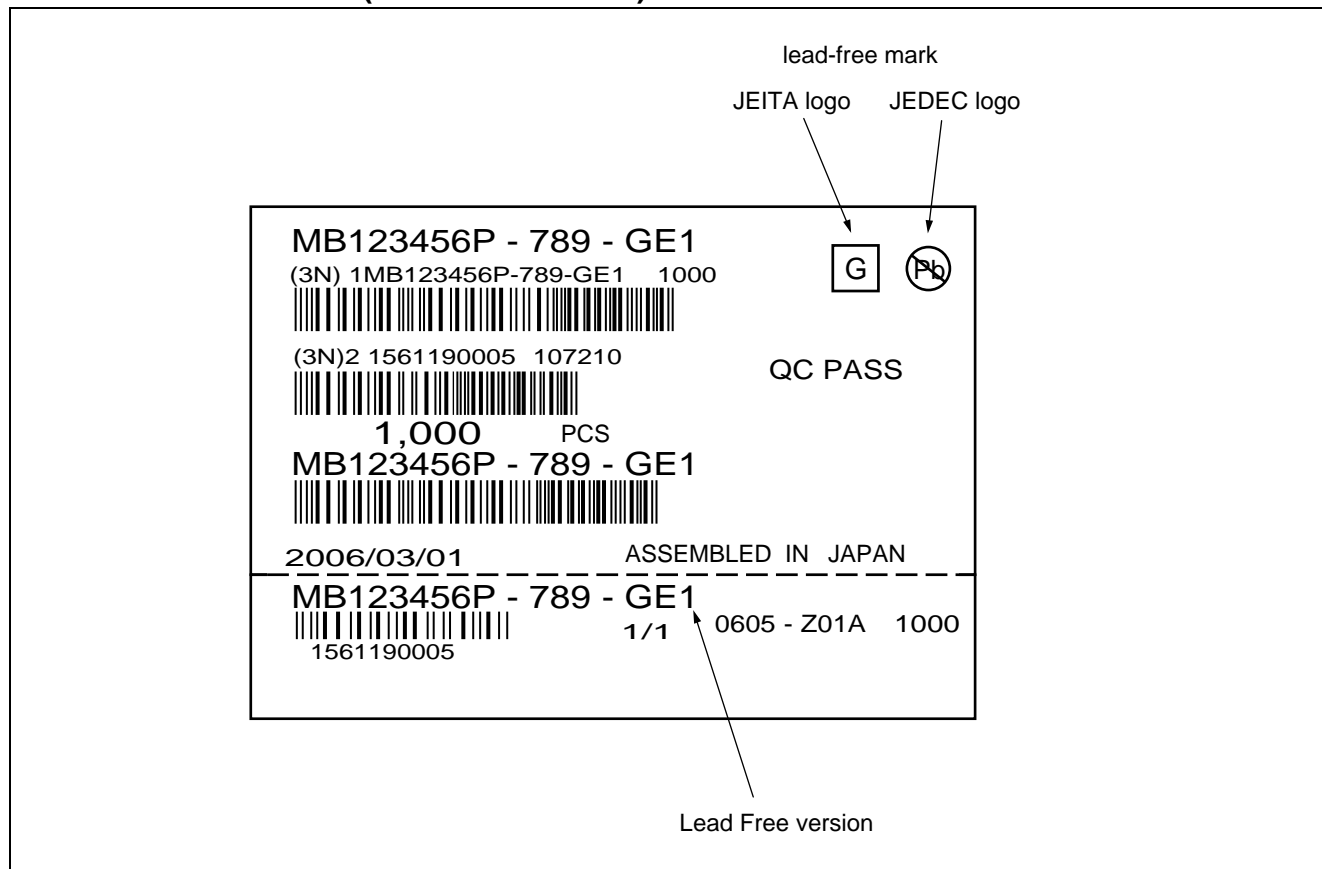 lead-free mark
JEITA logo JEDEC logo
MB123456P - 789 - GE1
(3N) 1MB123456P-789-GE1 1000
G Pb
(3N)2 1561190005 107210
QC PASS
1,000 PCS
MB123456P - 789 - GE1
2006/03/01 ASSEMBLED IN JAPAN
MB123456P - 789 - GE1
1/1 0605 - Z01A 1000
1561190005
Lead Free version